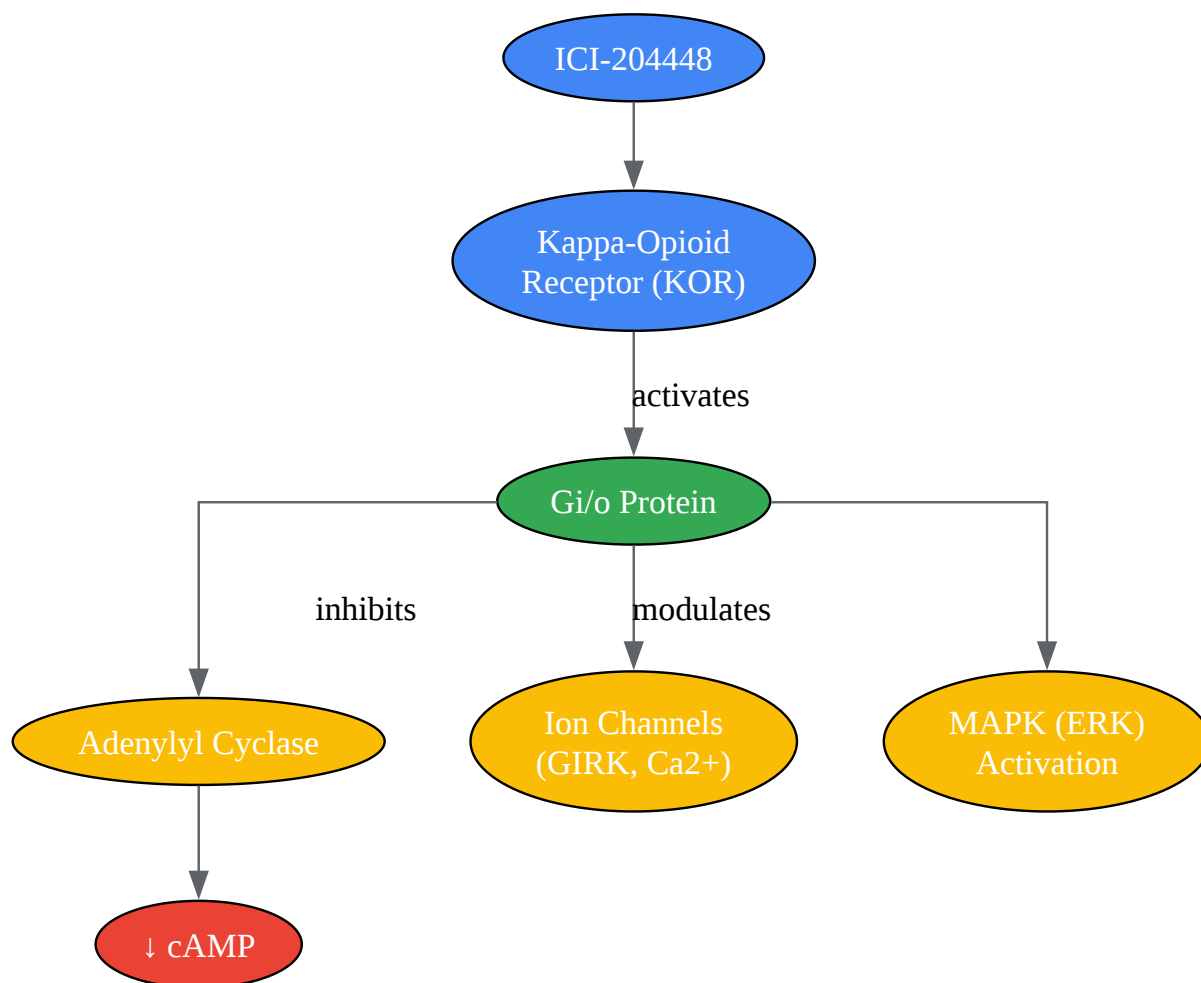 ICI-204448
Kappa-Opioid
Receptor (KOR)
activates
Gi/o Protein
inhibits
modulates
Adenylyl Cyclase
Ion Channels
(GIRK, Ca2+)
MAPK (ERK)
Activation
↓ cAMP